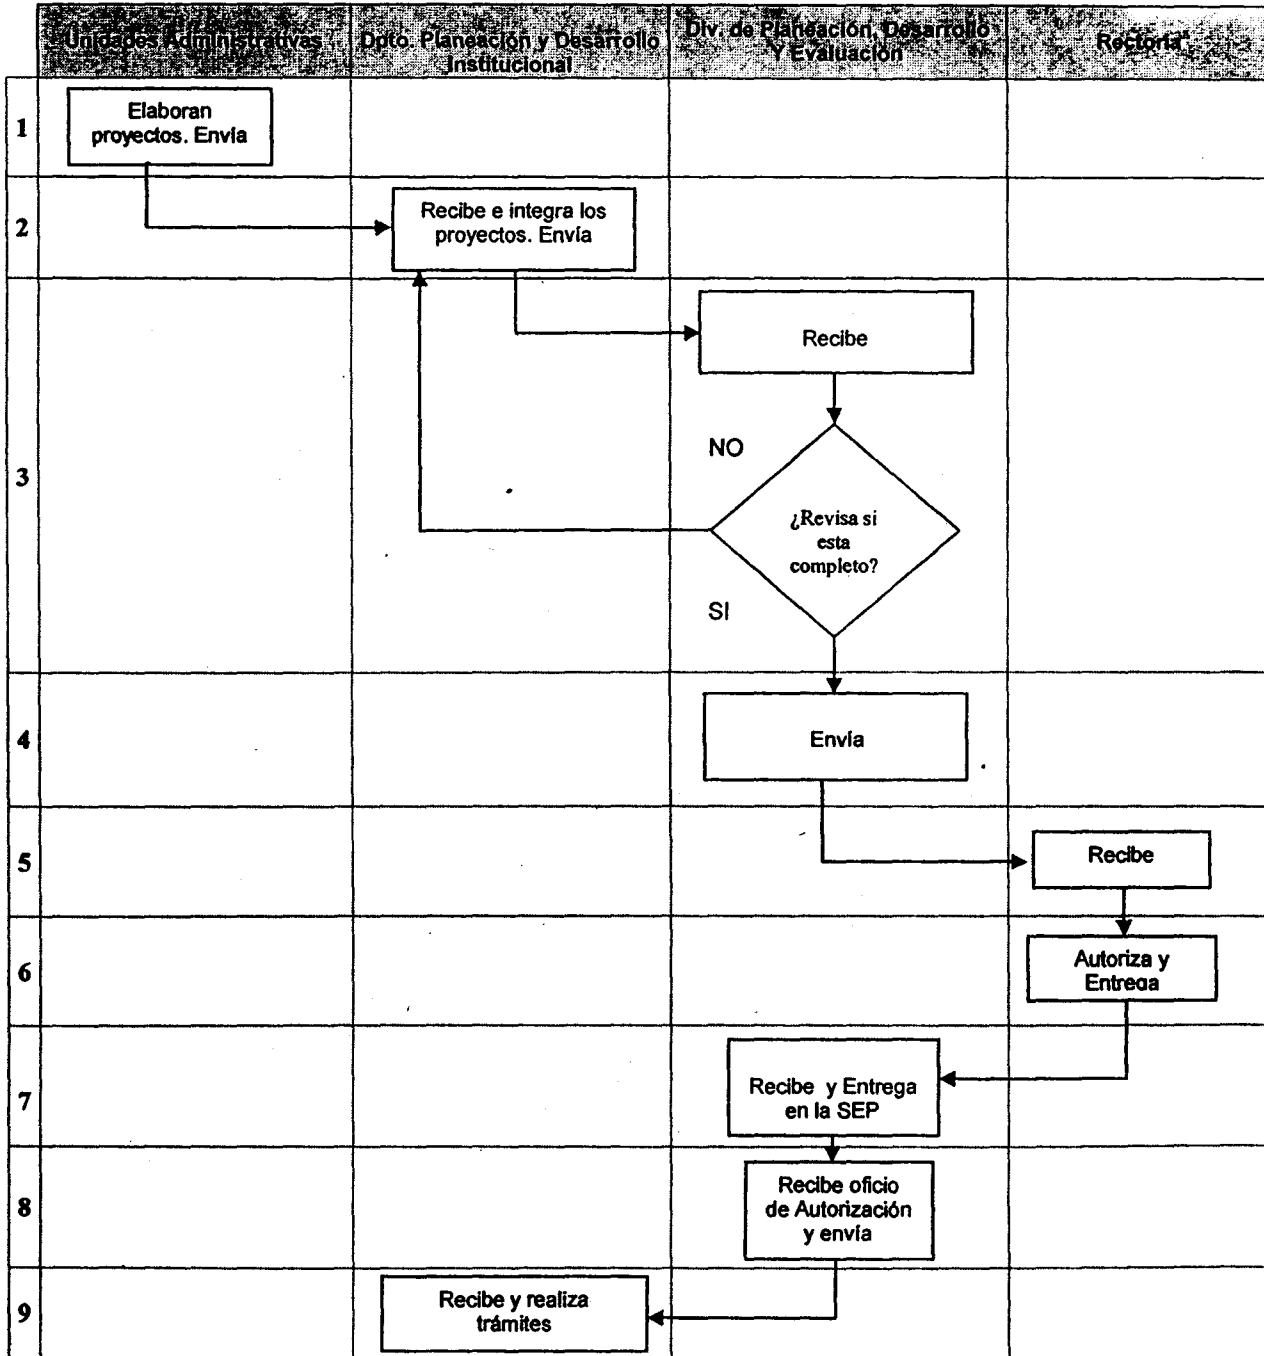 Unidades Administrativas
Dpto. Planeación y Desarrollo
Institucional
Div. de Planeación, Desarrollo
Y Evaluación
Rectoría
1
Elaboran
proyectos. Envía
2
Recibe e integra los
proyectos. Envía
3
Recibe
NO
¿Revisa si
esta
completo?
SI
4
Envía
5
Recibe
6
Autoriza y
Entrega
7
Recibe y Entrega
en la SEP
8
Recibe oficio
de Autorización
y envía
9
Recibe y realiza
trámites